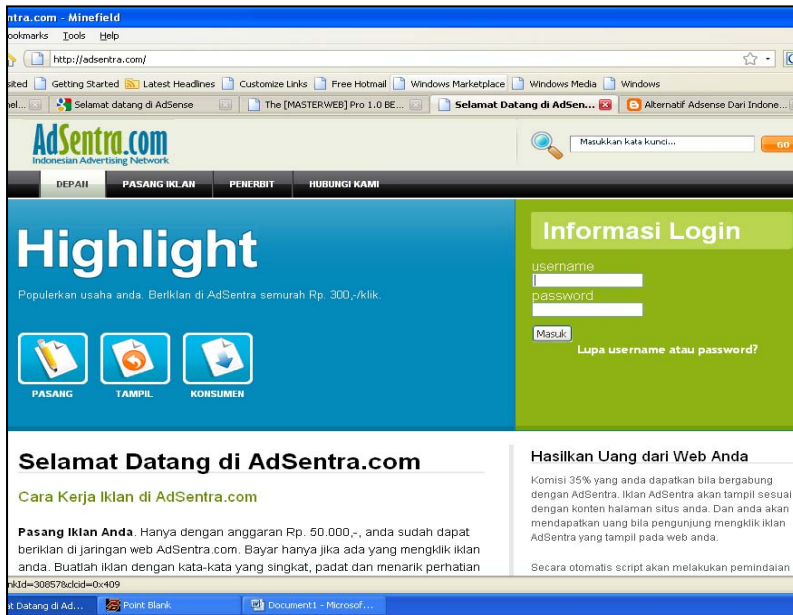 ntra.com - Minefield
ookmarks Tools Help
http://adsentra.com/
sited Getting Started Latest Headlines Customize Links Free Hotmail Windows Marketplace Windows Media Windows
nel... Selamat datang di AdSense The [MASTERWEB] Pro 1.0 BE... Selamat Datang di AdSen... Alternatif Adsense Dari Indone...
AdSentra.com
Indonesian Advertising Network
Masukkan kata kunci... GO
DEPAN PASANG IKLAN PENERBIT HUBUNGI KAMI
Highlight
Populerkan usaha anda. Beriklan di AdSentra semurah Rp. 300,-/klik.
PASANG TAMPIL KONSUMEN
Informasi Login
username
password
Masuk
Lupa username atau password?
Selamat Datang di AdSentra.com
Cara Kerja Iklan di AdSentra.com
Pasang Iklan Anda. Hanya dengan anggaran Rp. 50.000,-, anda sudah dapat
beriklan di jaringan web AdSentra.com. Bayar hanya jika ada yang mengklik iklan
anda. Buatlah iklan dengan kata-kata yang singkat, padat dan menarik perhatian
Hasilkan Uang dari Web Anda
Komisi 35% yang anda dapatkan bila bergabung
dengan AdSentra. Iklan AdSentra akan tampil sesuai
dengan konten halaman situs anda. Dan anda akan
mendapatkan uang bila pengunjung mengklik iklan
AdSentra yang tampil pada web anda.
Secara otomatis script akan melakukan pemindaian
nkId=30857&clcid=0x409
at Datang di Ad... Point Blank Document1 - Microsof...